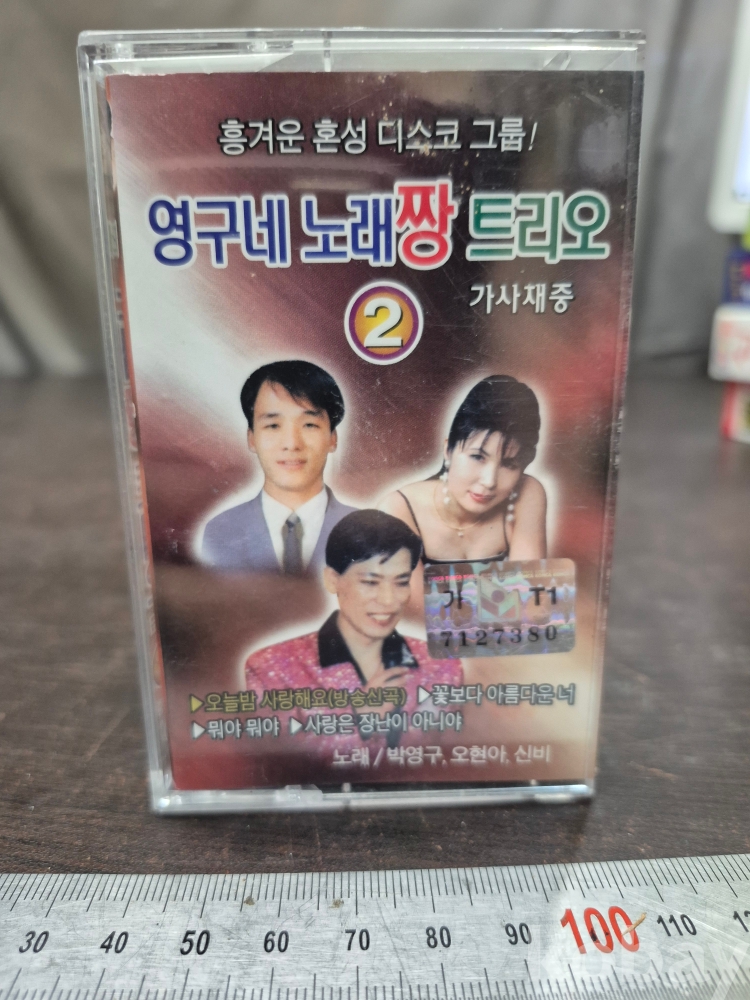 흥겨운 혼성 디스코 그룹!
영구네 노래짱 트리오
2
가사재중
가 T1
7127380
▶오늘밤 사랑해요(방송신곡) ▶꽃보다 아름다운 너
▶뭐야 뭐야 ▶사랑은 장난이 아니야
노래 / 박영구, 오현아, 신비
30 40 50 60 70 80 90 100 110